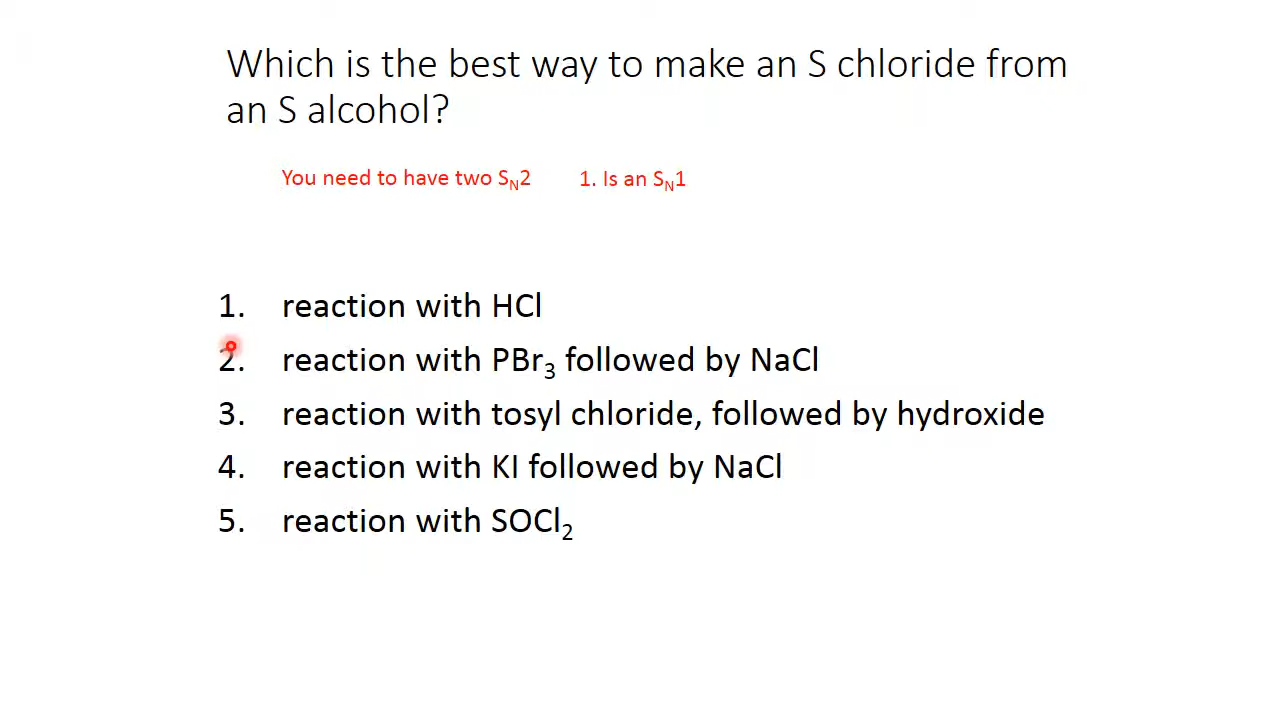 Which is the best way to make an S chloride from
an S alcohol?
You need to have two SN2 1. Is an SN1
1. reaction with HCl
2. reaction with PBr3 followed by NaCl
3. reaction with tosyl chloride, followed by hydroxide
4. reaction with KI followed by NaCl
5. reaction with SOCl2